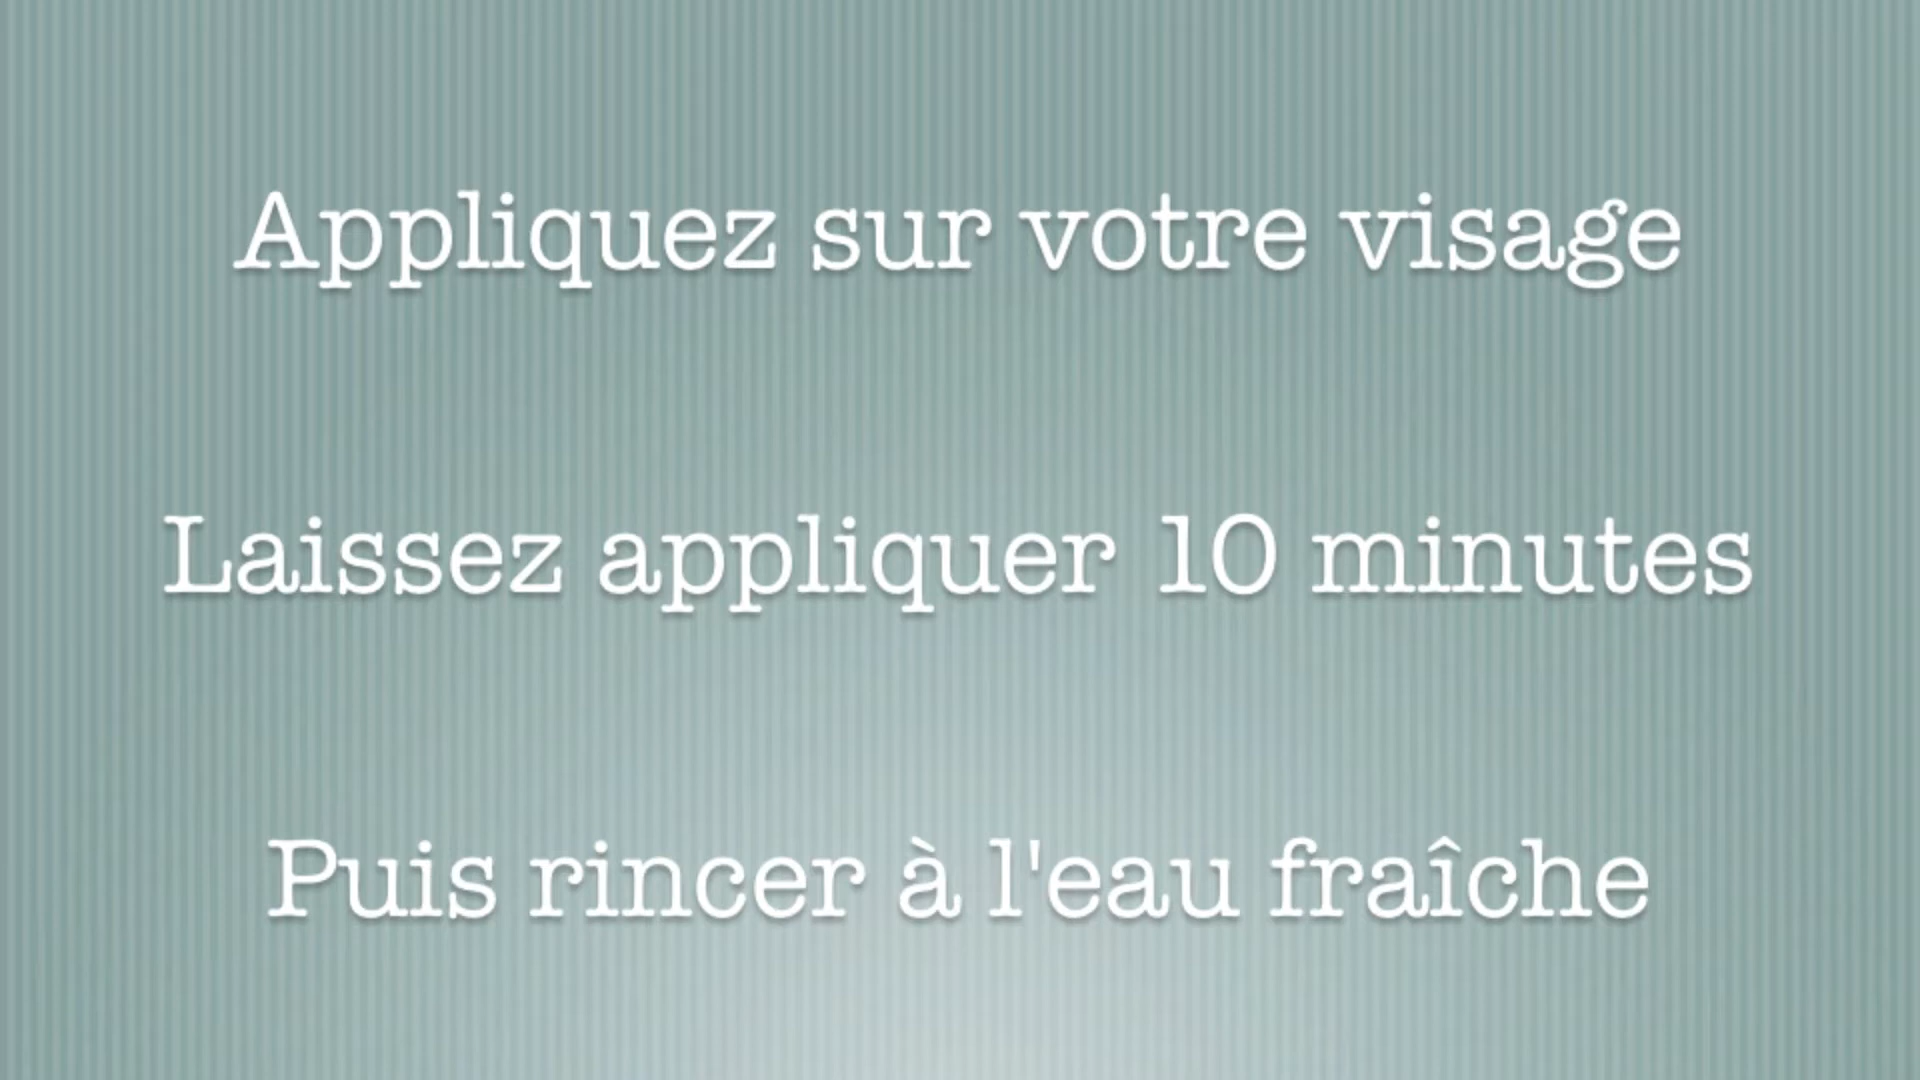 Appliquez sur votre visage
Laissez appliquer 10 minutes
Puis rincer à l'eau fraîche